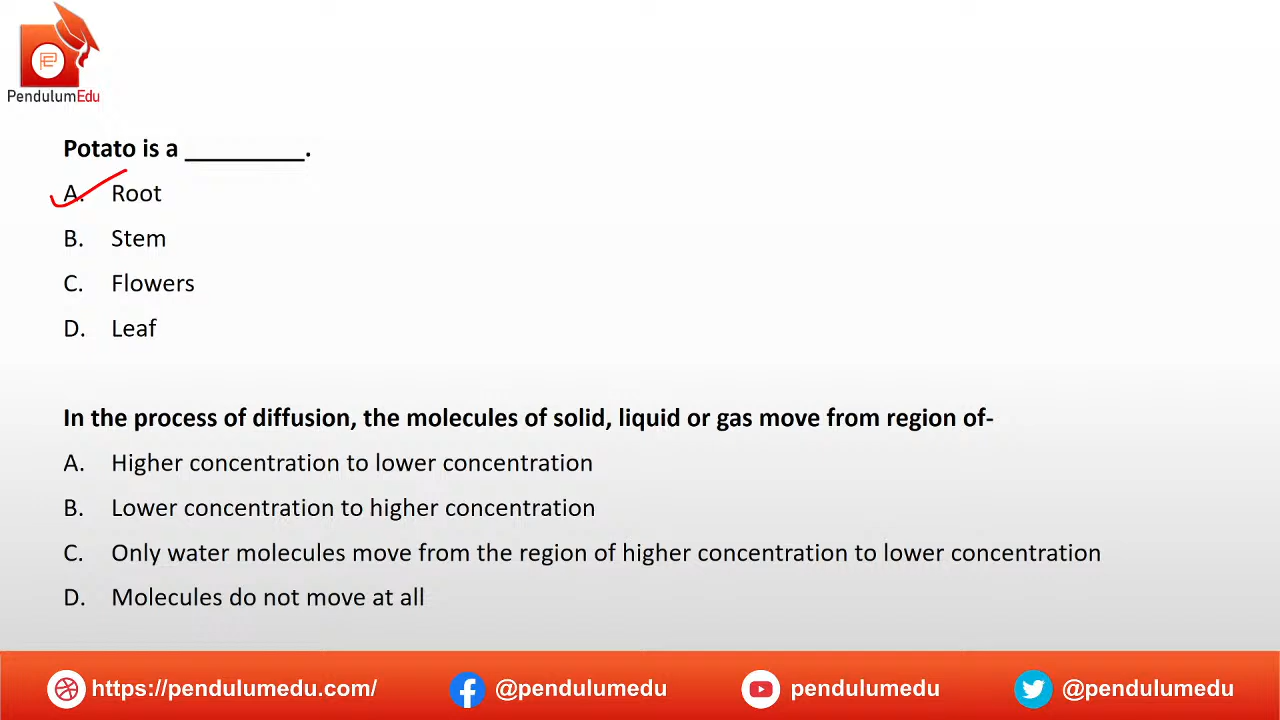 PendulumEdu
Potato is a _________.
A. Root
B. Stem
C. Flowers
D. Leaf
In the process of diffusion, the molecules of solid, liquid or gas move from region of-
A. Higher concentration to lower concentration
B. Lower concentration to higher concentration
C. Only water molecules move from the region of higher concentration to lower concentration
D. Molecules do not move at all
https://pendulumedu.com/ @pendulumedu pendulumedu @pendulumedu